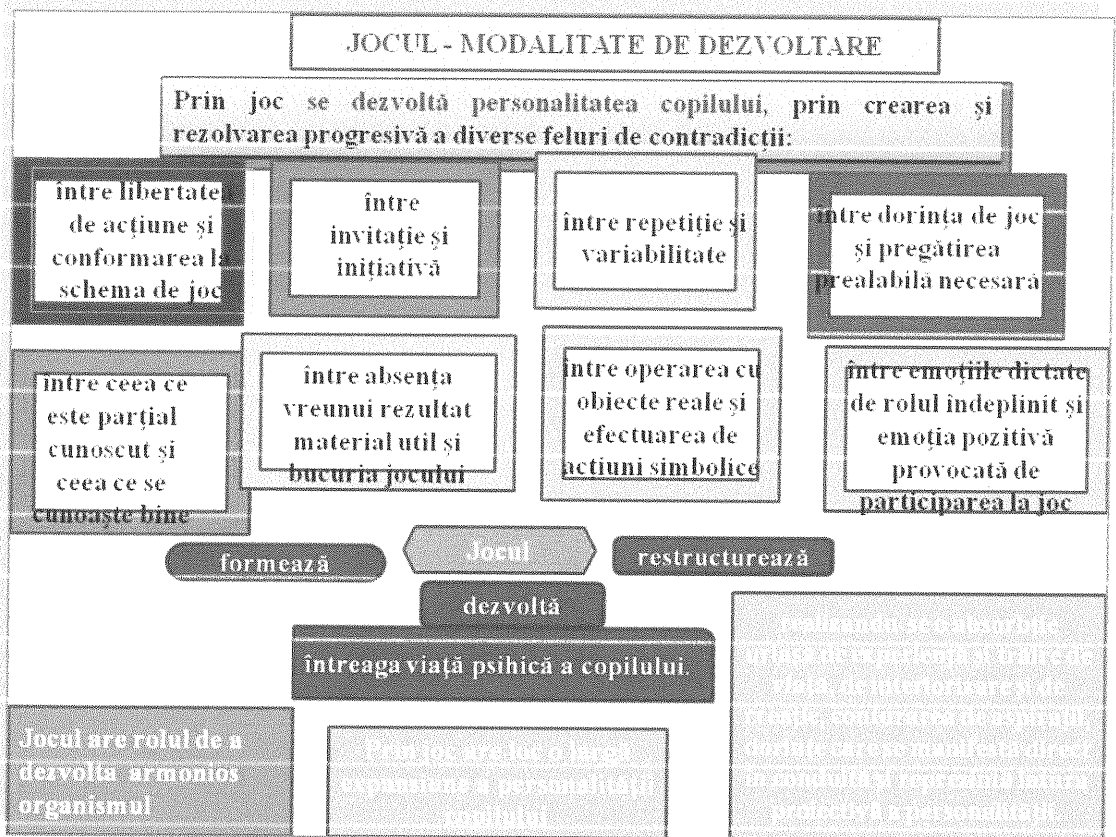 JOCUL - MODALITATE DE DEZVOLTARE
Prin joc se dezvoltă personalitatea copilului, prin crearea și
rezolvarea progresivă a diverse feluri de contradicții:
între libertatea
de acțiune și
conformarea la
schema de joc
între
invitație și
inițiativă
între repetiție și
variabilitate
între dorința de joc
și pregătirea
prealabilă necesară
între ceea ce
este parțial
cunoscut și
ceea ce se
cunoaște bine
între absența
vreunui rezultat
material util și
bucuria jocului
între operarea cu
obiecte reale și
efectuarea de
acțiuni simbolice
între emoțiile dictate
de rolul îndeplinit și
emoția pozitivă
provocată de
participarea la joc
formează
Jocul
restructurează
dezvoltă
întreaga viață psihică a copilului.
Jocul are rolul de a
dezvolta armonios
organismul
Prin joc are loc o largă
expansiune a personalității
copilului